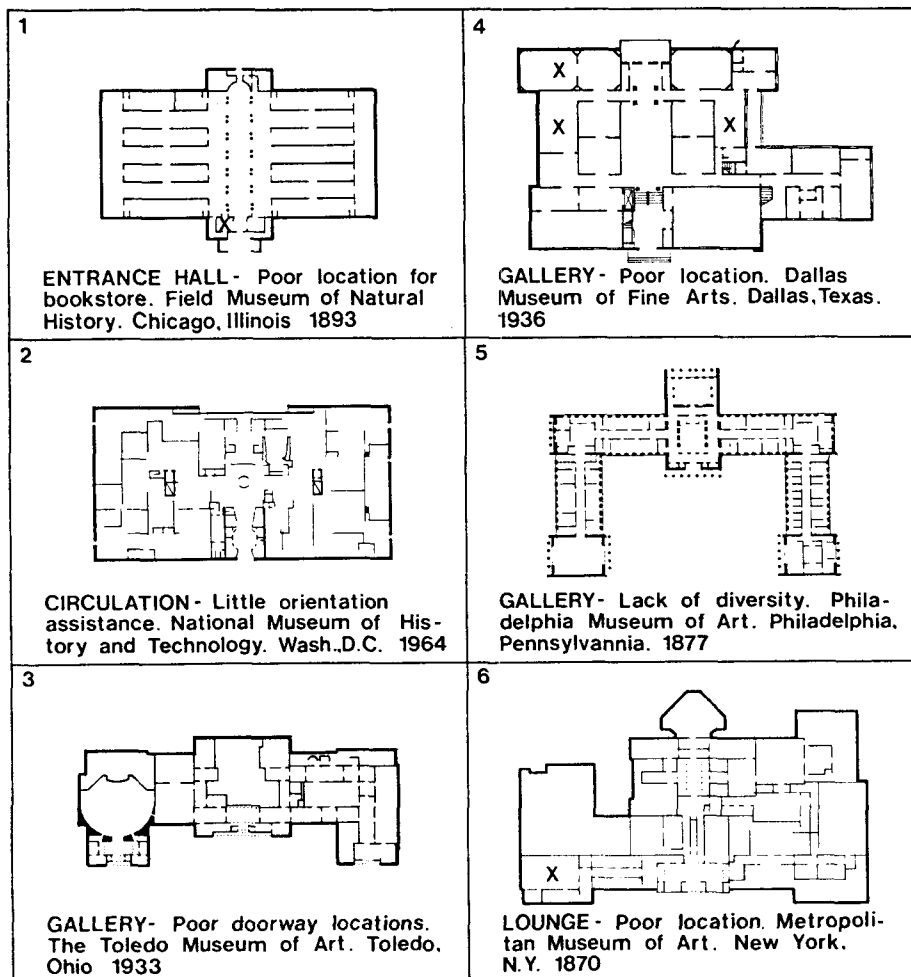 1
X
ENTRANCE HALL- Poor location for
bookstore. Field Museum of Natural
History. Chicago, Illinois 1893
2
CIRCULATION- Little orientation
assistance. National Museum of His-
tory and Technology. Wash.,D.C. 1964
3
GALLERY- Poor doorway locations.
The Toledo Museum of Art. Toledo,
Ohio 1933
4
X
X X
GALLERY- Poor location. Dallas
Museum of Fine Arts. Dallas,Texas.
1936
5
GALLERY- Lack of diversity. Phila-
delphia Museum of Art. Philadelphia,
Pennsylvannia. 1877
6
X
LOUNGE- Poor location. Metropoli-
tan Museum of Art. New York,
N.Y. 1870